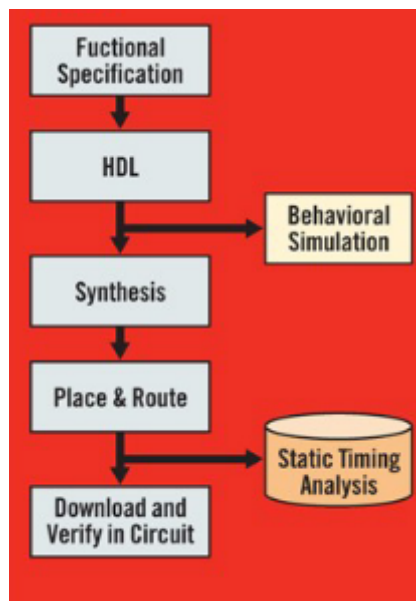 Fuctional
Specification
HDL
Behavioral
Simulation
Synthesis
Place & Route
Static Timing
Analysis
Download and
Verify in Circuit